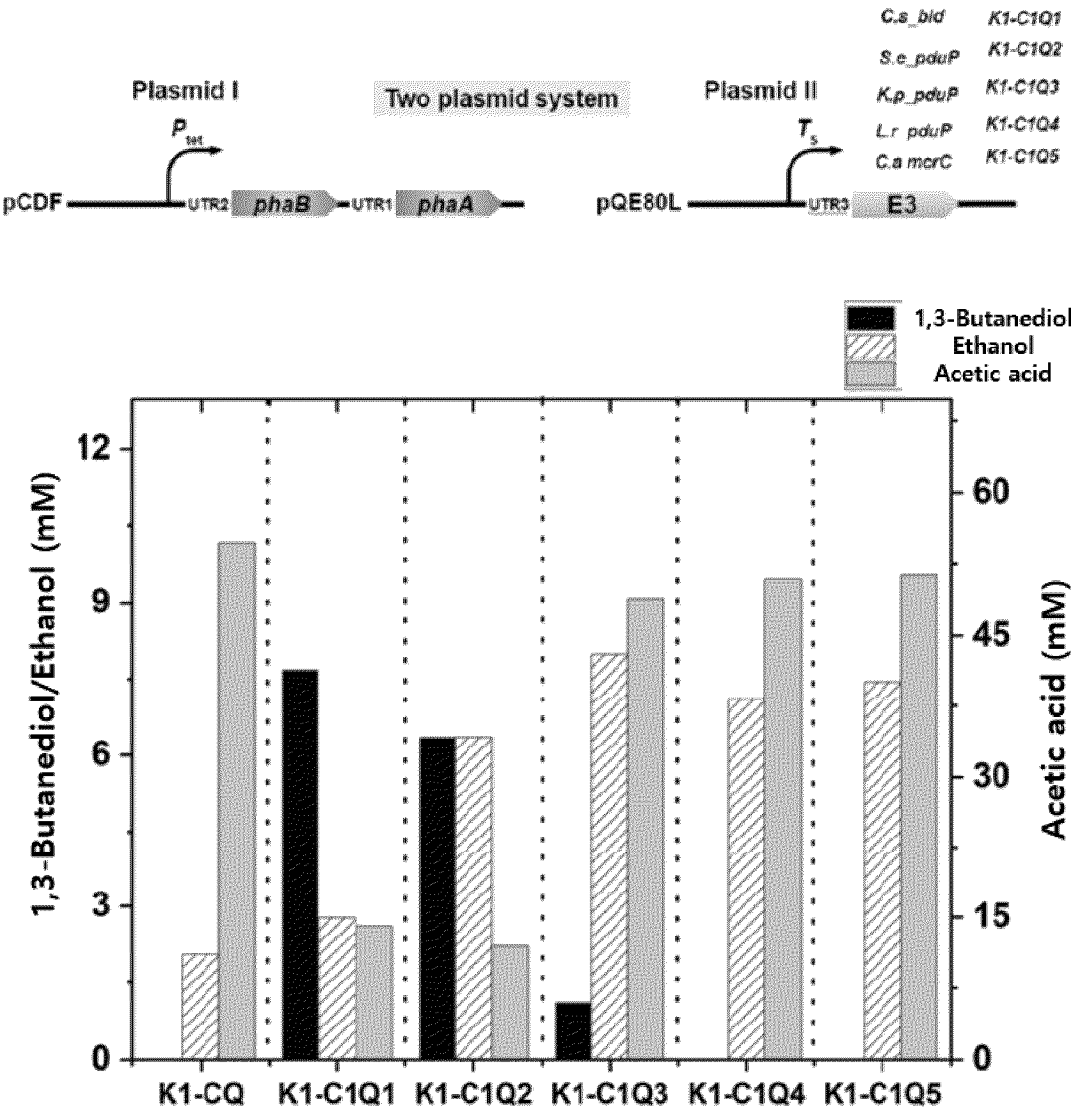 C.s_bld K1-C1Q1
S.e_pduP K1-C1Q2
K.p_pduP K1-C1Q3
L.r pduP K1-C1Q4
C.a mcrC K1-C1Q5
Plasmid I
Two plasmid system
Plasmid II
Ptet
T5
pCDF
UTR2
phaB
UTR1
phaA
pQE80L
UTR3
E3
1,3-Butanediol
Ethanol
Acetic acid
1,3-Butanediol/Ethanol (mM)
12
9
6
3
0
60
45
30
15
0
Acetic acid (mM)
K1-CQ
K1-C1Q1
K1-C1Q2
K1-C1Q3
K1-C1Q4
K1-C1Q5